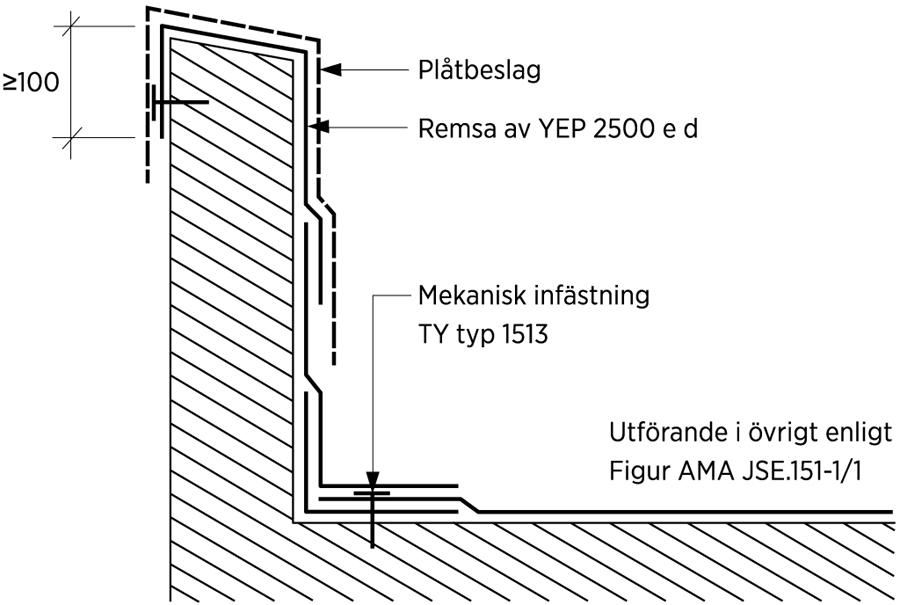 Plåtbeslag
≥100
Remsa av YEP 2500 e d
Mekanisk infästning
TY typ 1513
Utförande i övrigt enligt
Figur AMA JSE.151-1/1